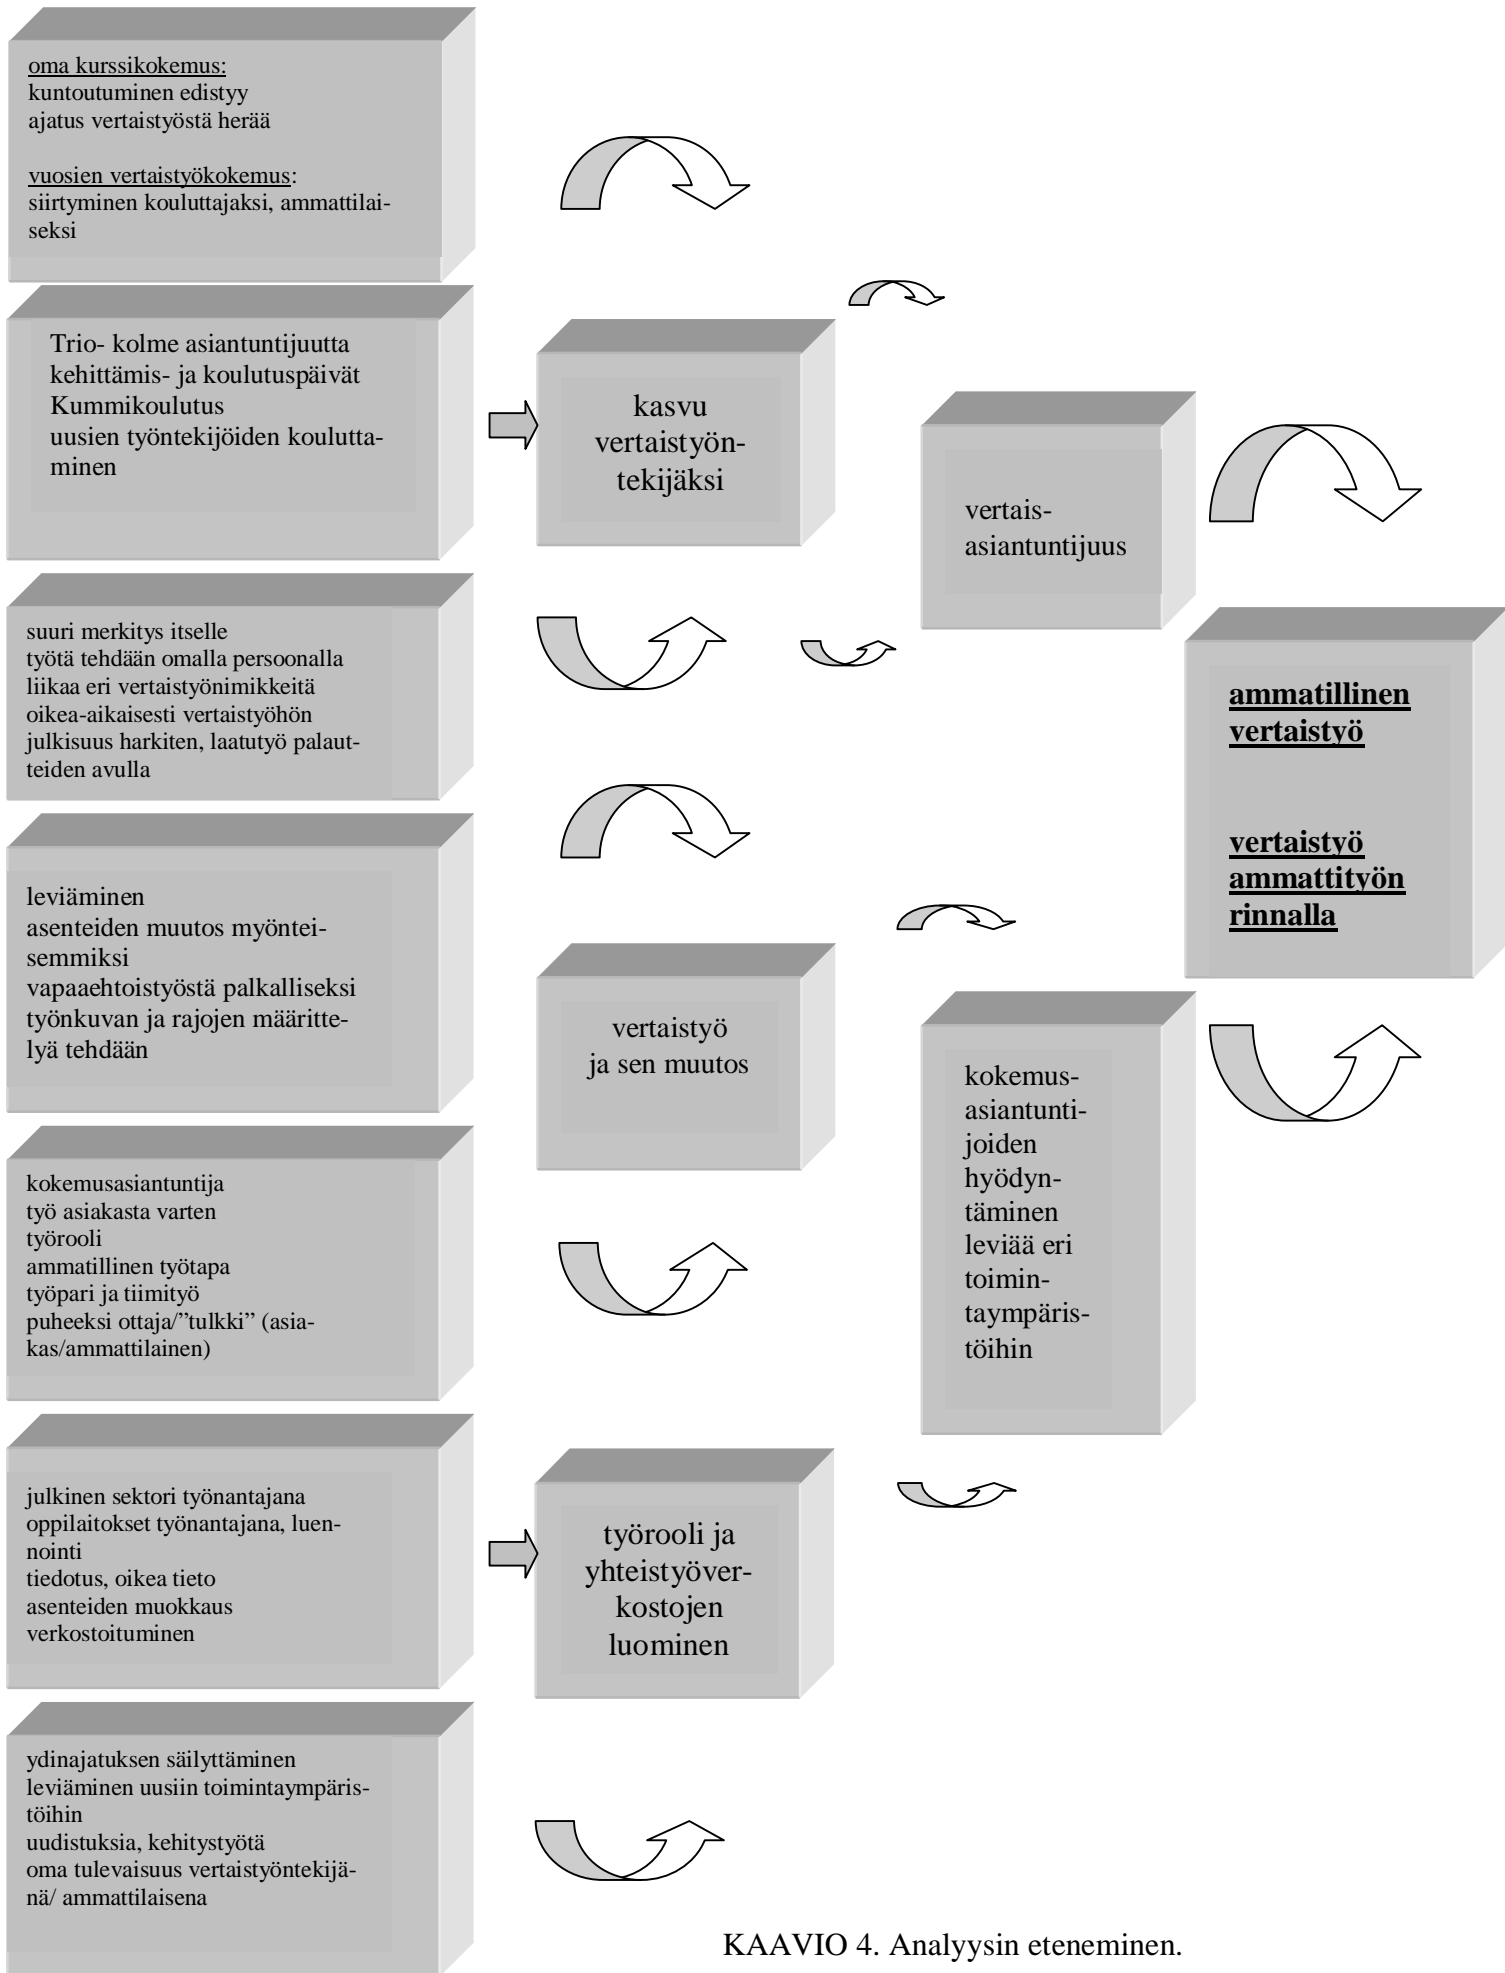 oma kurssikokemus:
kuntoutuminen edistyy
ajatus vertaistyöstä herää
vuosien vertaistyökokemus:
siirtyminen kouluttajaksi, ammattilai-
seksi
Trio- kolme asiantuntijuutta
kehittämis- ja koulutuspäivät
Kummikoulutus
uusien työntekijöiden koulutta-
minen
suuri merkitys itselle
työtä tehdään omalla persoonalla
liikaa eri vertaistyönimikkeitä
oikea-aikaisesti vertaistyöhön
julkisuus harkiten, laatutyö palaut-
teiden avulla
leviäminen
asenteiden muutos myöntei-
semmiksi
vapaaehtoistyöstä palkalliseksi
työnkuvan ja rajojen määritte-
lyä tehdään
kokemusasiantuntija
työ asiakasta varten
työrooli
ammatillinen työtapa
työpari ja tiimityö
puheeksi ottaja/”tulkki” (asia-
kas/ammattilainen)
julkinen sektori työnantajana
oppilaitokset työnantajana, luen-
nointi
tiedotus, oikea tieto
asenteiden muokkaus
verkostoituminen
ydinajatuksen säilyttäminen
leviäminen uusiin toimintaympäris-
töihin
uudistuksia, kehitystyötä
oma tulevaisuus vertaistyöntekijä-
nä/ ammattilaisena
kasvu
vertaistyön-
tekijäksi
vertaistyö
ja sen muutos
työrooli ja
yhteistyöver-
kostojen
luominen
vertais-
asiantuntijuus
kokemus-
asiantunti-
joiden
hyödyn-
täminen
leviää eri
toimin-
taympäris-
töihin
ammatillinen
vertaistyö
vertaistyö
ammattityön
rinnalla
KAAVIO 4. Analyysin eteneminen.